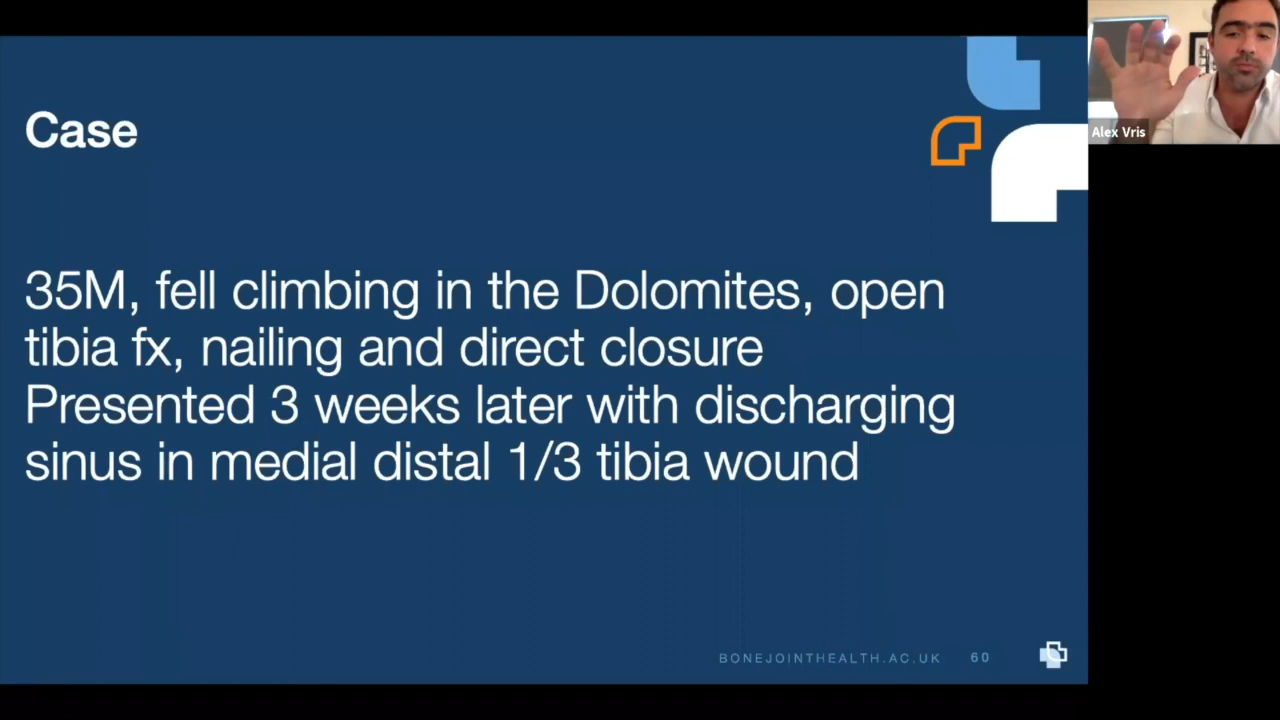 Case
35M, fell climbing in the Dolomites, open
tibia fx, nailing and direct closure
Presented 3 weeks later with discharging
sinus in medial distal 1/3 tibia wound
BONEJOINTHEALTH.AC.UK 60
Alex Vris